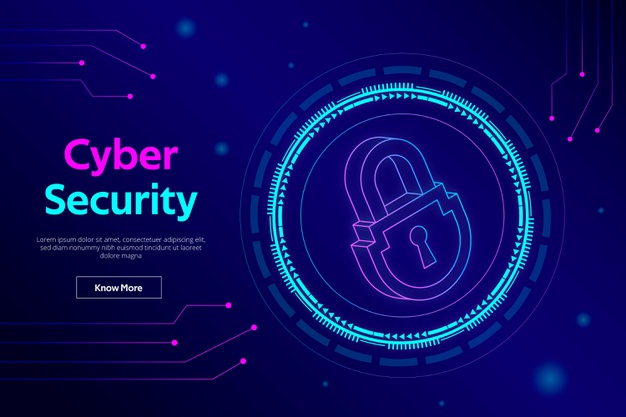 Cyber
Security
Lorem ipsum dolor sit amet, consectetuer adipiscing elit,
sed diam nonummy nibh euismod tincidunt ut laoreet
dolore magna
Know More